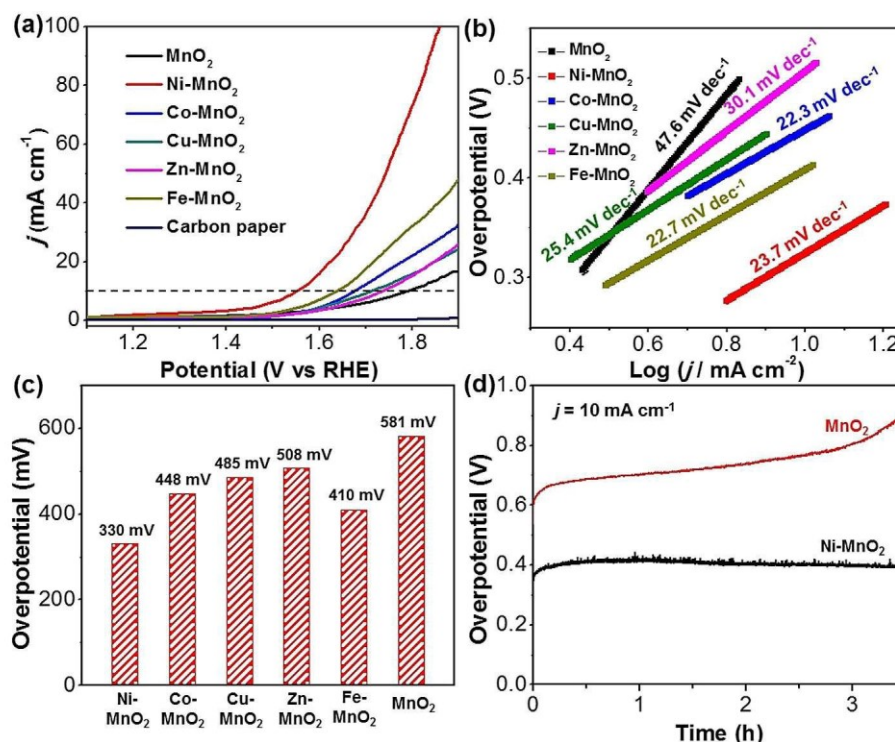 (a)
100
80
60
40
20
0
j (mA cm⁻¹)
MnO₂
Ni-MnO₂
Co-MnO₂
Cu-MnO₂
Zn-MnO₂
Fe-MnO₂
Carbon paper
1.2 1.4 1.6 1.8
Potential (V vs RHE)
(b)
0.5
0.4
0.3
Overpotential (V)
MnO₂
Ni-MnO₂
Co-MnO₂
Cu-MnO₂
Zn-MnO₂
Fe-MnO₂
47.6 mV dec⁻¹
30.1 mV dec⁻¹
22.3 mV dec⁻¹
25.4 mV dec⁻¹
22.7 mV dec⁻¹
23.7 mV dec⁻¹
0.4 0.6 0.8 1.0 1.2
Log (j / mA cm⁻²)
(c)
600
400
200
0
Overpotential (mV)
330 mV
448 mV
485 mV
508 mV
410 mV
581 mV
Ni-
MnO₂
Co-
MnO₂
Cu-
MnO₂
Zn-
MnO₂
Fe-
MnO₂
MnO₂
(d)
1.0
0.8
0.6
0.4
0.2
0.0
Overpotential (V)
j = 10 mA cm⁻¹
MnO₂
Ni-MnO₂
0 1 2 3
Time (h)